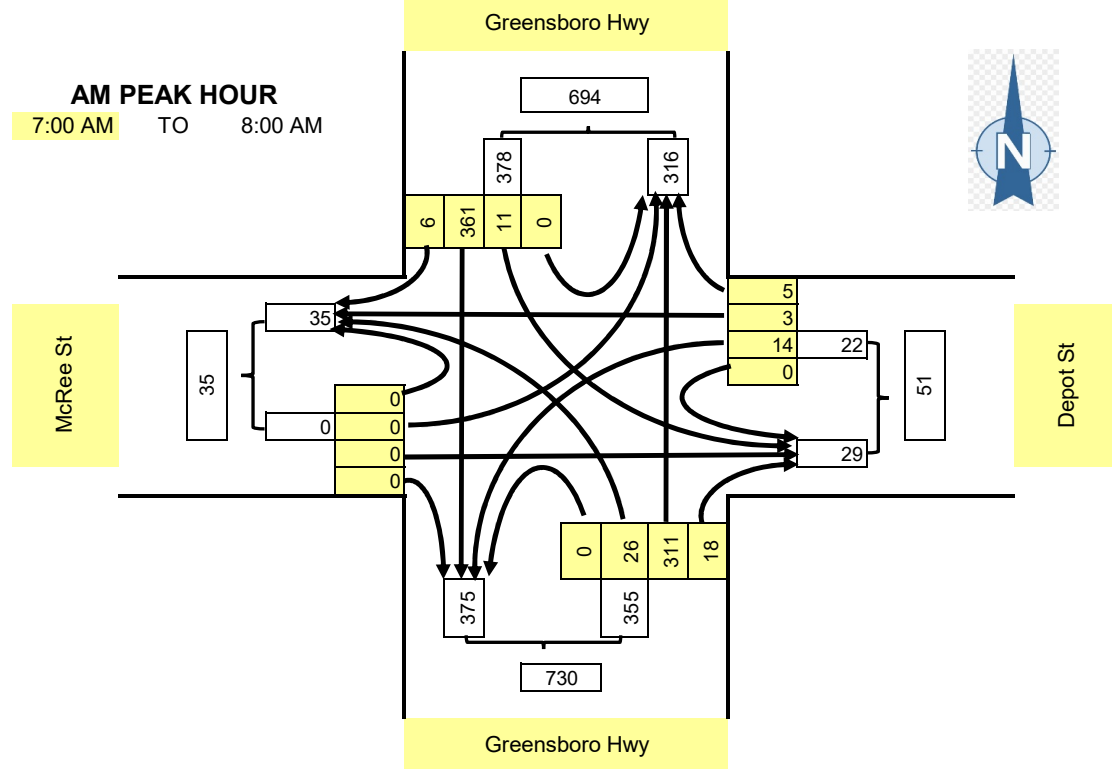 Greensboro Hwy
AM PEAK HOUR
7:00 AM TO 8:00 AM
694
378
316
6 361 11 0
N
5
3
14 22
0
51
29
Depot St
McRee St
35
35
0
0 0
0
0
0 26 311 18
375
355
730
Greensboro Hwy